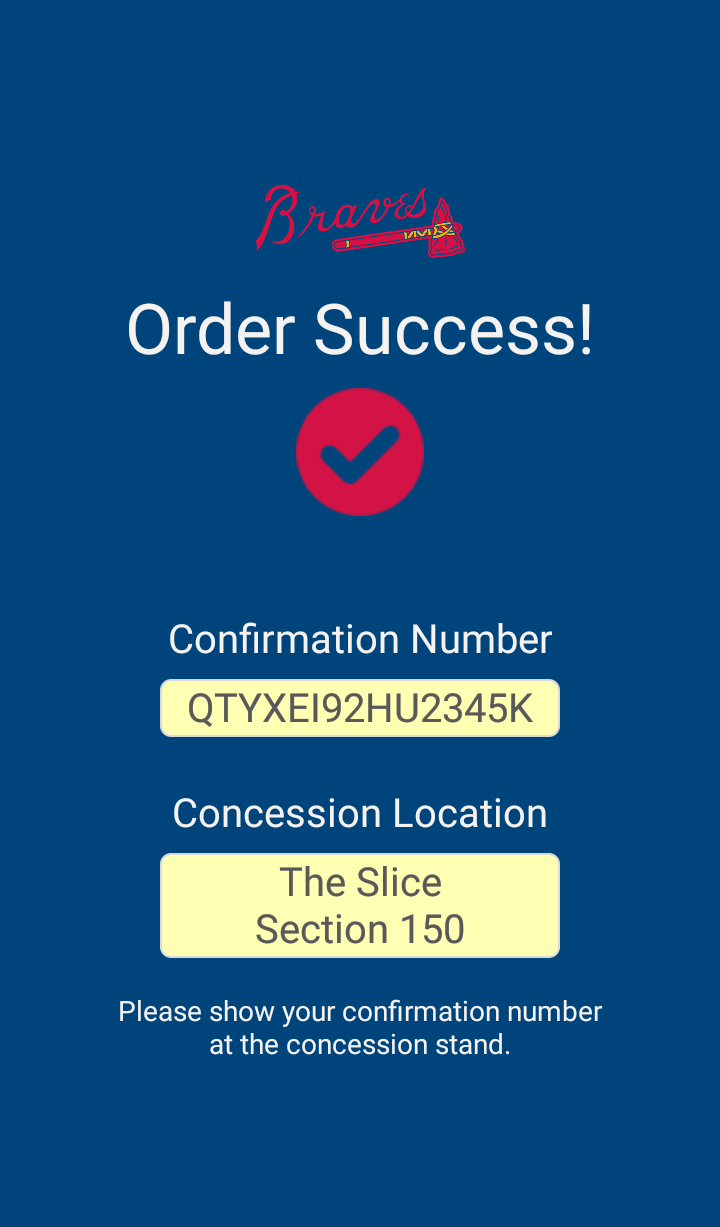 Braves
Order Success!
Confirmation Number
QTYXEI92HU2345K
Concession Location
The Slice
Section 150
Please show your confirmation number
at the concession stand.